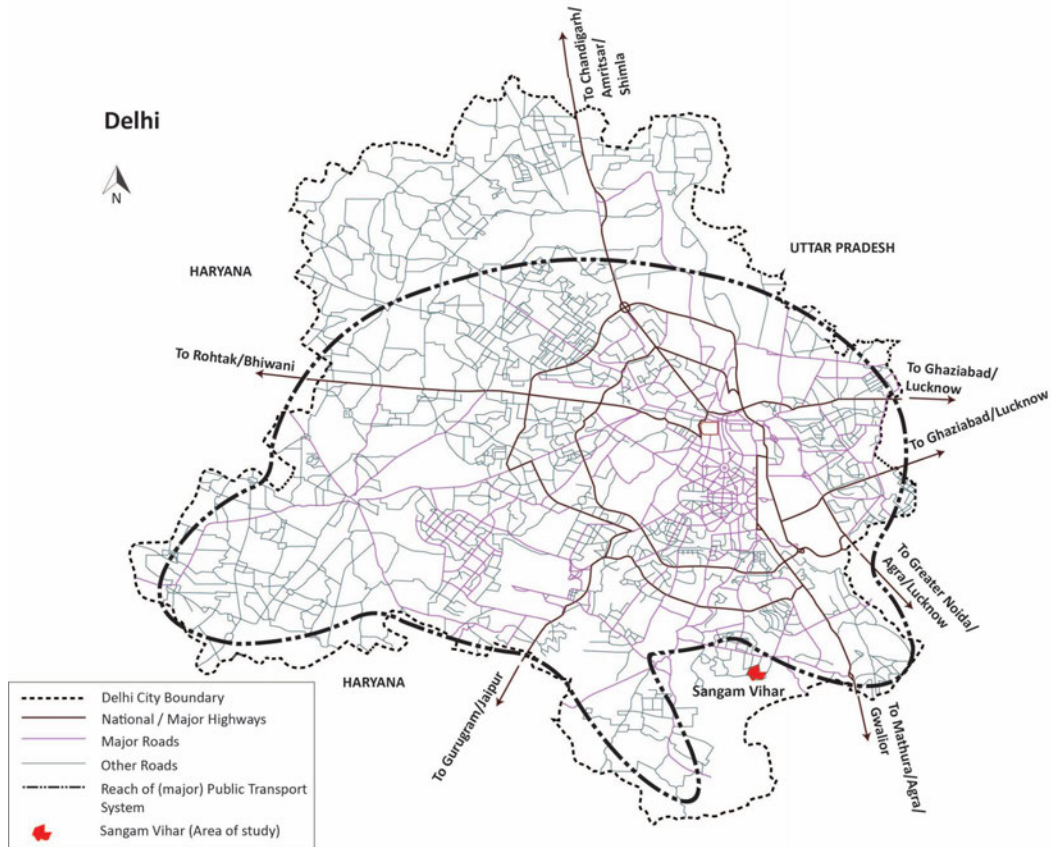 Delhi
N
To Chandigarh/
Amritsar/
Shimla
HARYANA
UTTAR PRADESH
To Rohtak/Bhiwani
To Ghaziabad/
Lucknow
To Ghaziabad/Lucknow
To Greater Noida/
Agra/Lucknow
HARYANA
To Gurugram/Jaipur
Sangam Vihar
To Mathura/Agra/
Gwalior
Delhi City Boundary
National / Major Highways
Major Roads
Other Roads
Reach of (major) Public Transport
System
Sangam Vihar (Area of study)